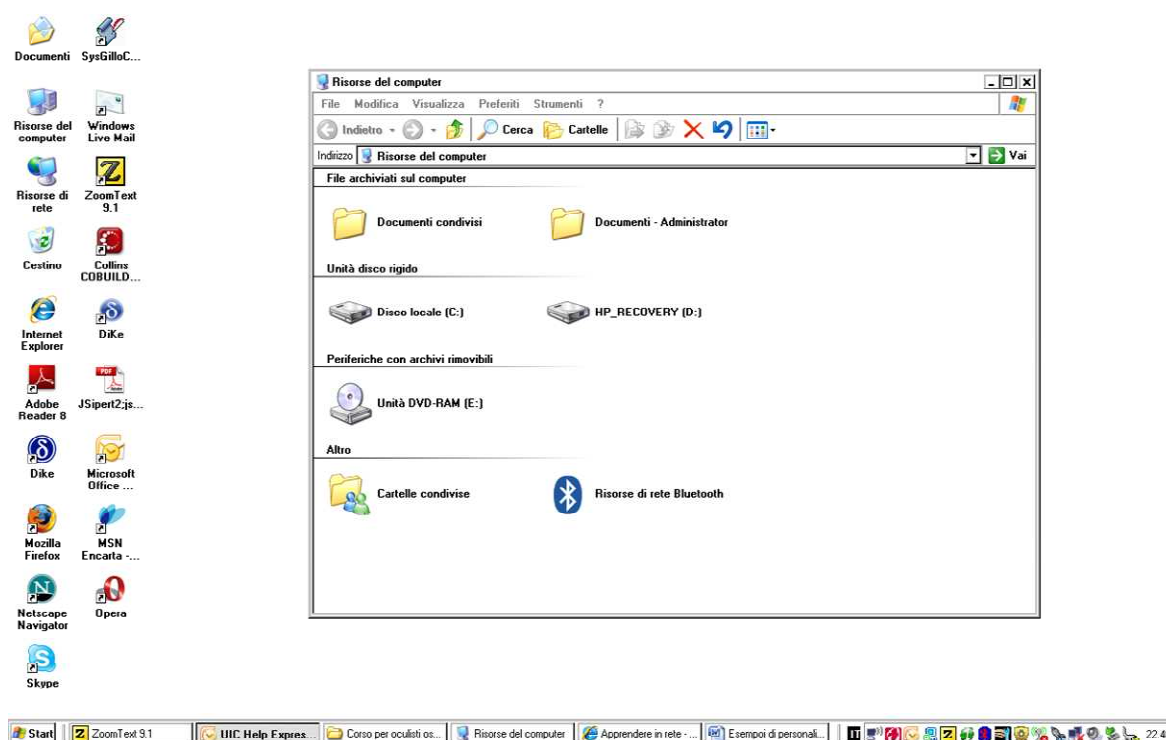 Documenti
SysGilloC...
Risorse del
computer
Windows
Live Mail
Risorse di
rete
ZoomText
9.1
Cestino
Collins
COBUILD...
Internet
Explorer
DiKe
Adobe
Reader 8
JSipert2;js...
Dike
Microsoft
Office ...
Mozilla
Firefox
MSN
Encarta -...
Netscape
Navigator
Opera
Skype
Risorse del computer
File Modifica Visualizza Preferiti Strumenti ?
Indietro Cerca Cartelle
Indirizzo Risorse del computer Vai
File archiviati sul computer
Documenti condivisi Documenti - Administrator
Unità disco rigido
Disco locale (C:) HP_RECOVERY (D:)
Periferiche con archivi rimovibili
Unità DVD-RAM (E:)
Altro
Cartelle condivise Risorse di rete Bluetooth
Start ZoomText 9.1 UIC Help Expres... Corso per oculisti os... Risorse del computer Apprendere in rete - ... Esempoi di personali... 22.4